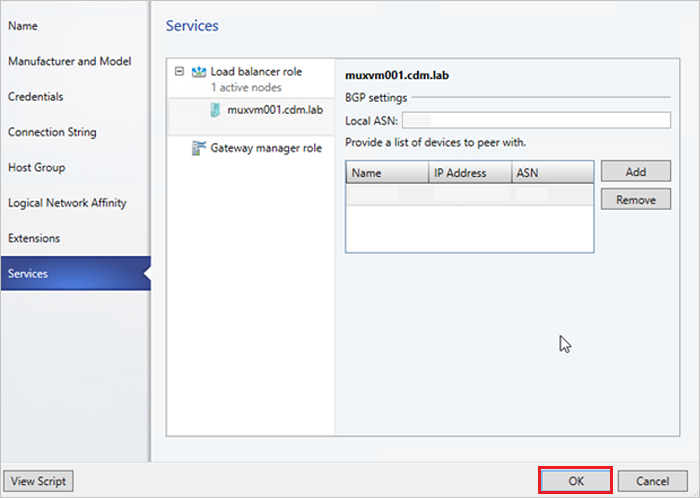 Name
Manufacturer and Model
Credentials
Connection String
Host Group
Logical Network Affinity
Extensions
Services
Services
Load balancer role
1 active nodes
muxvm001.cdm.lab
Gateway manager role
muxvm001.cdm.lab
BGP settings
Local ASN:
Provide a list of devices to peer with.
Name IP Address ASN
Add
Remove
View Script
OK
Cancel